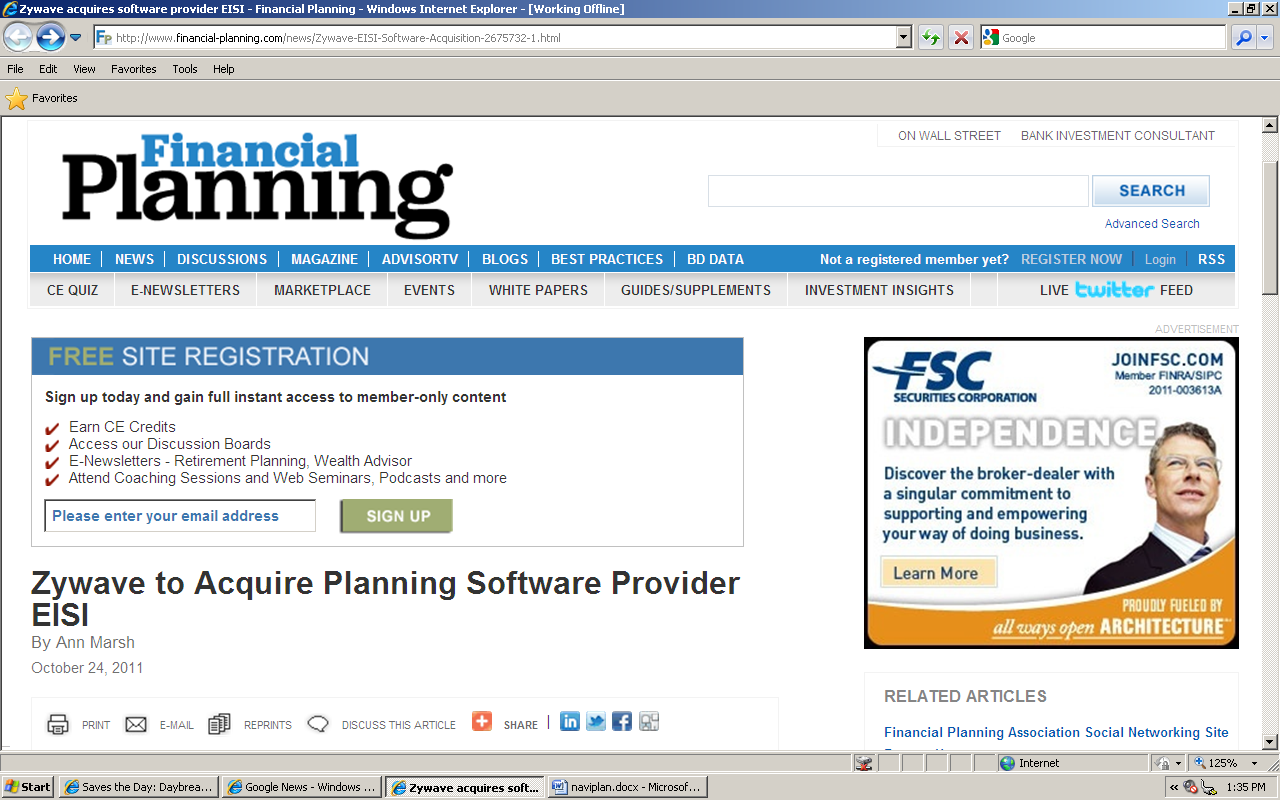 Zywave acquires software provider EISI - Financial Planning - Windows Internet Explorer - [Working Offline]
http://www.financial-planning.com/news/Zywave-EISI-Software-Acquisition-2675732-1.html
Google
File Edit View Favorites Tools Help
Favorites
Financial
Planning
ON WALL STREET BANK INVESTMENT CONSULTANT
SEARCH
Advanced Search
HOME NEWS DISCUSSIONS MAGAZINE ADVISORTV BLOGS BEST PRACTICES BD DATA Not a registered member yet? REGISTER NOW Login RSS
CE QUIZ E-NEWSLETTERS MARKETPLACE EVENTS WHITE PAPERS GUIDES/SUPPLEMENTS INVESTMENT INSIGHTS LIVE twitter FEED
FREE SITE REGISTRATION
Sign up today and gain full instant access to member-only content
Earn CE Credits
Access our Discussion Boards
E-Newsletters - Retirement Planning, Wealth Advisor
Attend Coaching Sessions and Web Seminars, Podcasts and more
Please enter your email address SIGN UP
Zywave to Acquire Planning Software Provider
EISI
By Ann Marsh
October 24, 2011
PRINT E-MAIL REPRINTS DISCUSS THIS ARTICLE SHARE
ADVERTISEMENT
FSC
SECURITIES CORPORATION
JOINFSC.COM
Member FINRA/SIPC
2011-003613A
INDEPENDENCE
Discover the broker-dealer with
a singular commitment to
supporting and empowering
your way of doing business.
Learn More
PROUDLY FUELED BY
all ways open ARCHITECTURE
RELATED ARTICLES
Financial Planning Association Social Networking Site
Internet 125%
Start Saves the Day: Daybrea... Google News - Windows ... Zywave acquires soft... naviplan.docx - Microsof... 1:35 PM